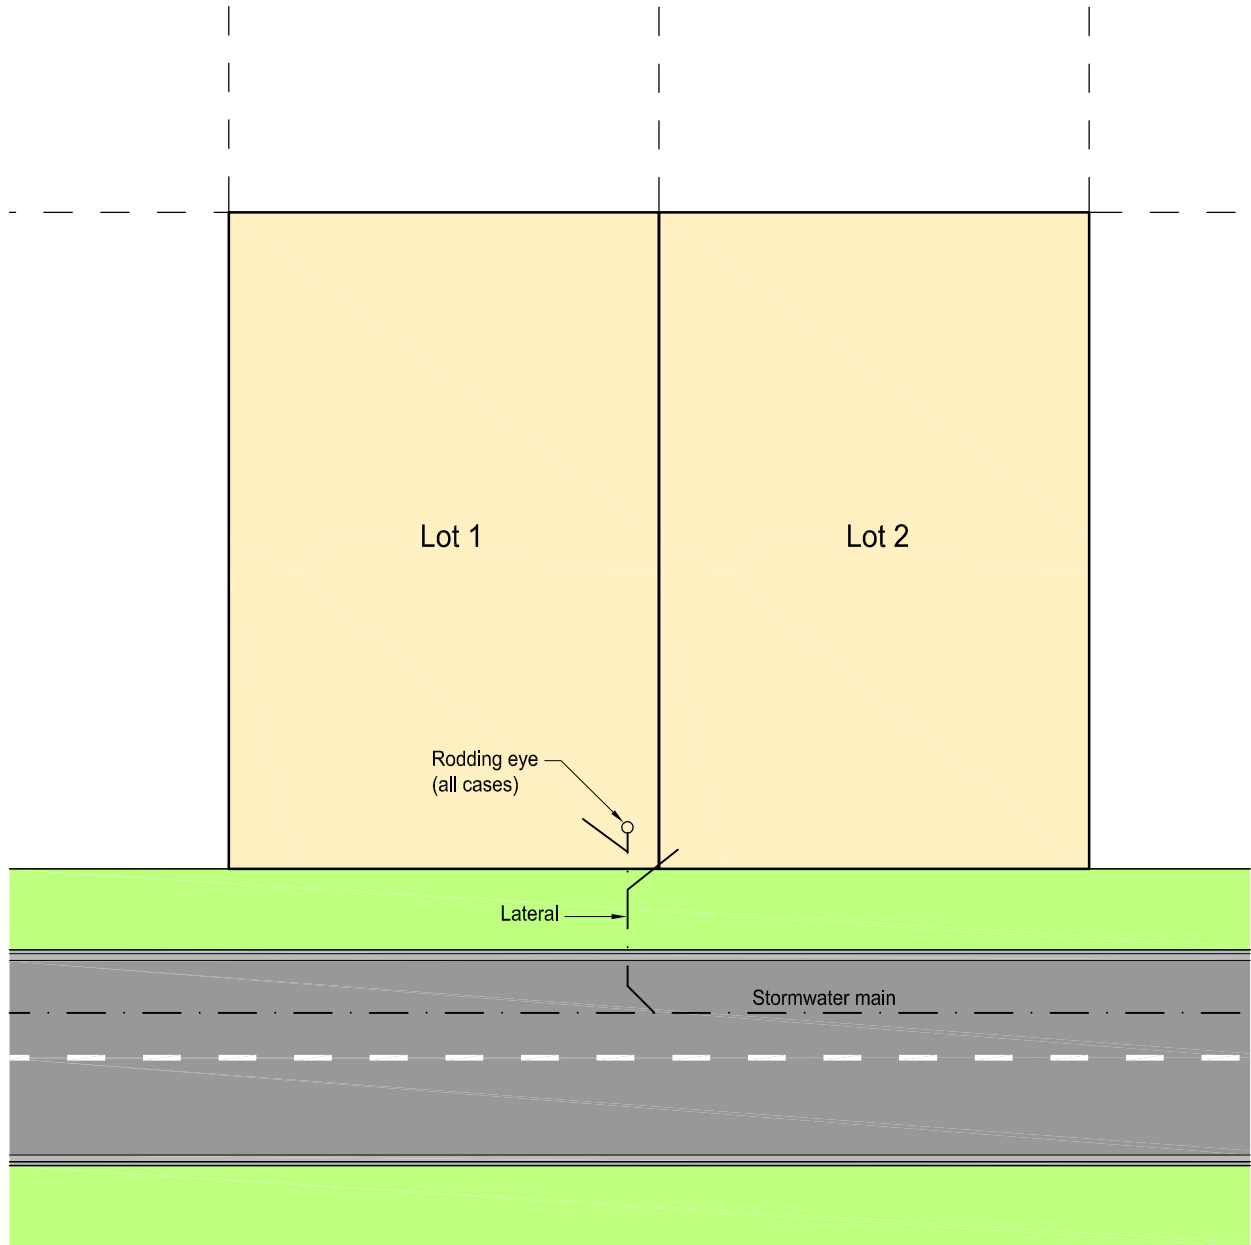 Lot 1
Lot 2
Rodding eye
(all cases)
Lateral
Stormwater main